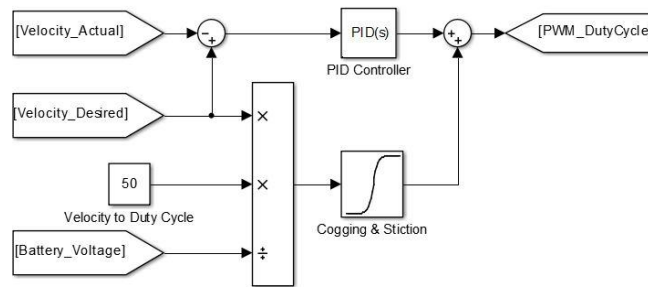 [Velocity_Actual]
PID(s)
[PWM_DutyCycle
PID Controller
[Velocity_Desired]
50
Velocity to Duty Cycle
Cogging & Stiction
[Battery_Voltage]